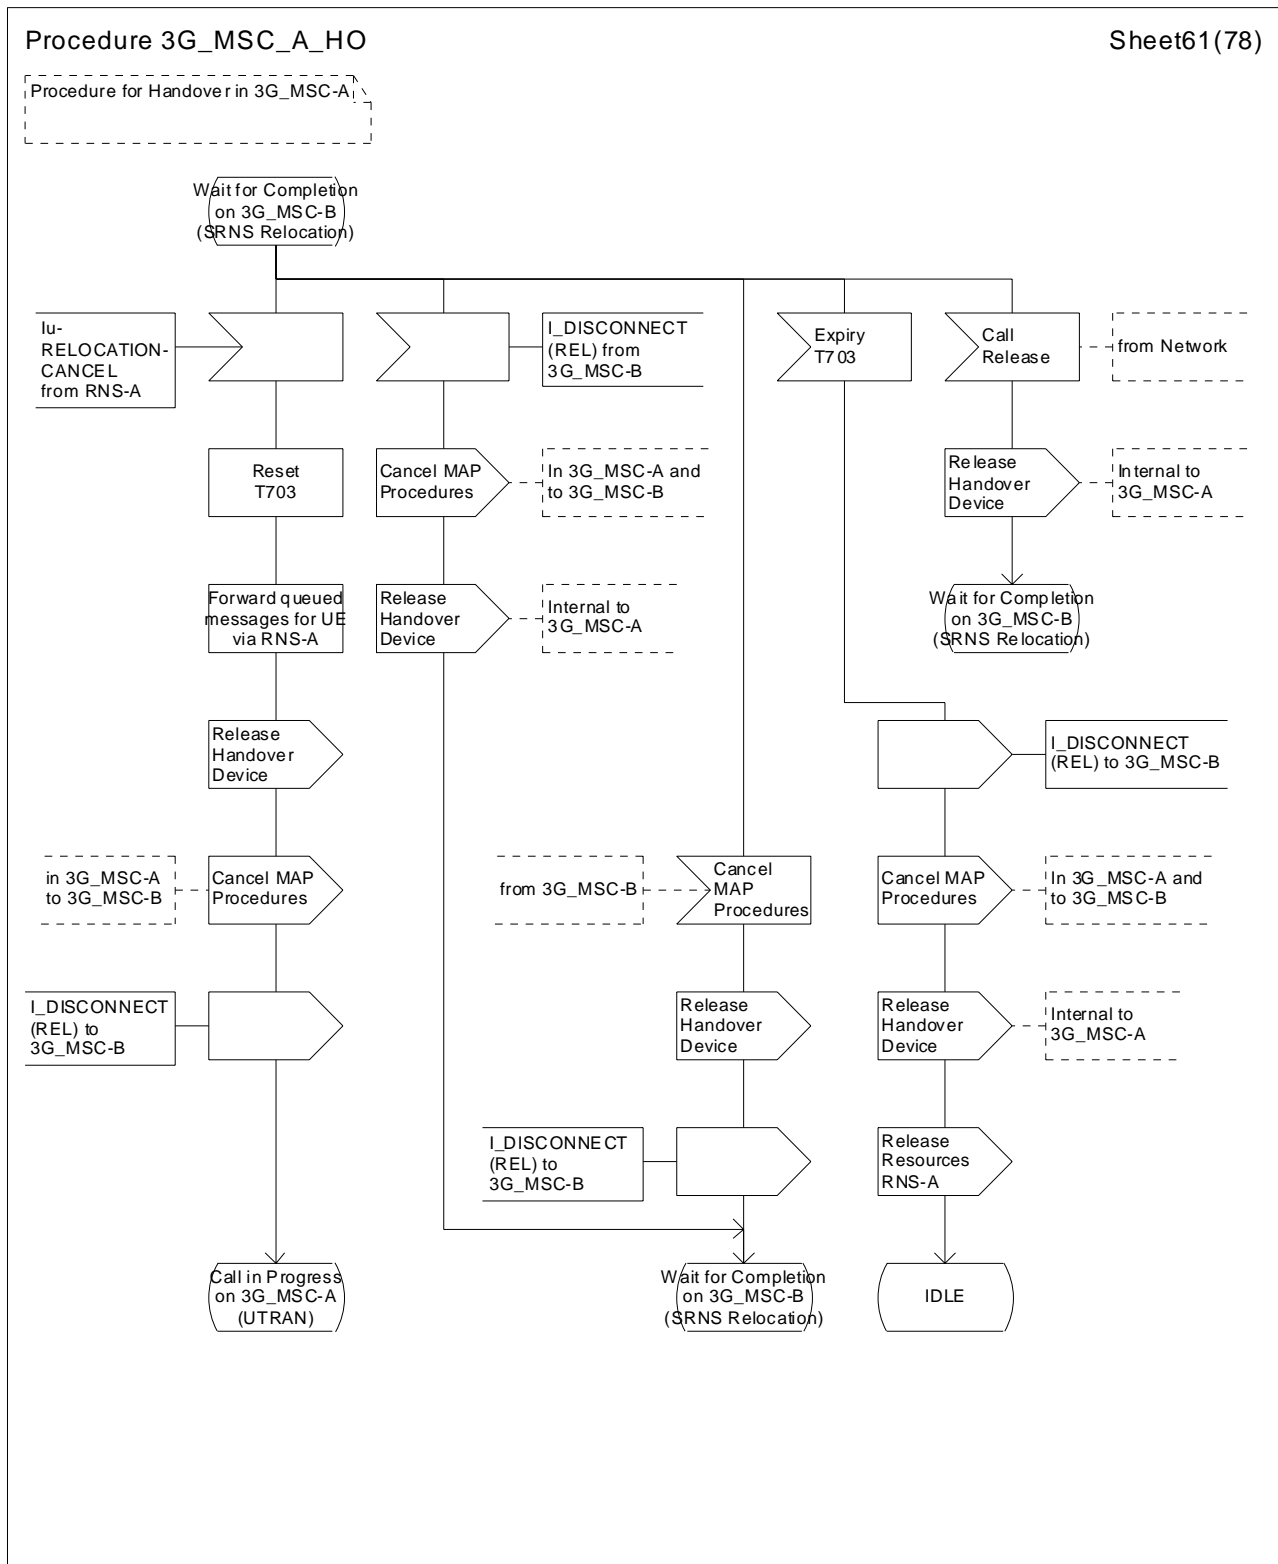 Procedure 3G_MSC_A_HO
Sheet61(78)
Procedure for Handover in 3G_MSC-A
Wait for Completion
on 3G_MSC-B
(SRNS Relocation)
Iu-
RELOCATION-
CANCEL
from RNS-A
I_DISCONNECT
(REL) from
3G_MSC-B
Expiry
T703
Call
Release
from Network
Reset
T703
Cancel MAP
Procedures
In 3G_MSC-A and
to 3G_MSC-B
Release
Handover
Device
Internal to
3G_MSC-A
Forward queued
messages for UE
via RNS-A
Release
Handover
Device
Internal to
3G_MSC-A
Wait for Completion
on 3G_MSC-B
(SRNS Relocation)
Release
Handover
Device
I_DISCONNECT
(REL) to 3G_MSC-B
in 3G_MSC-A
to 3G_MSC-B
Cancel MAP
Procedures
from 3G_MSC-B
Cancel
MAP
Procedures
Cancel MAP
Procedures
In 3G_MSC-A and
to 3G_MSC-B
I_DISCONNECT
(REL) to
3G_MSC-B
Release
Handover
Device
Release
Handover
Device
Internal to
3G_MSC-A
I_DISCONNECT
(REL) to
3G_MSC-B
Release
Resources
RNS-A
Call in Progress
on 3G_MSC-A
(UTRAN)
Wait for Completion
on 3G_MSC-B
(SRNS Relocation)
IDLE